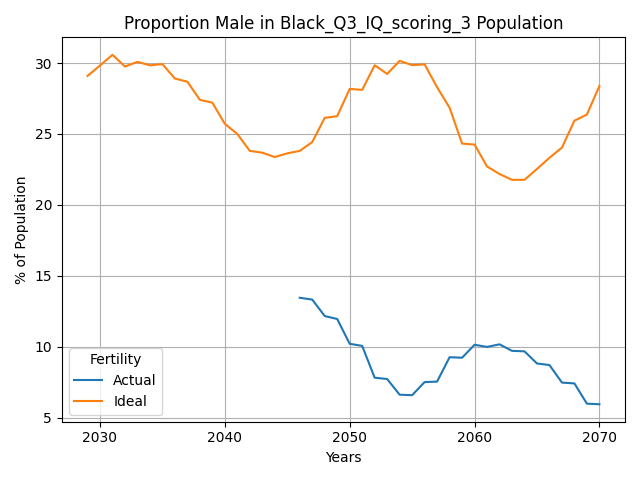 Proportion Male in Black_Q3_IQ_scoring_3 Population
% of Population
30
25
20
15
10
5
Fertility
Actual
Ideal
2030
2040
2050
2060
2070
Years